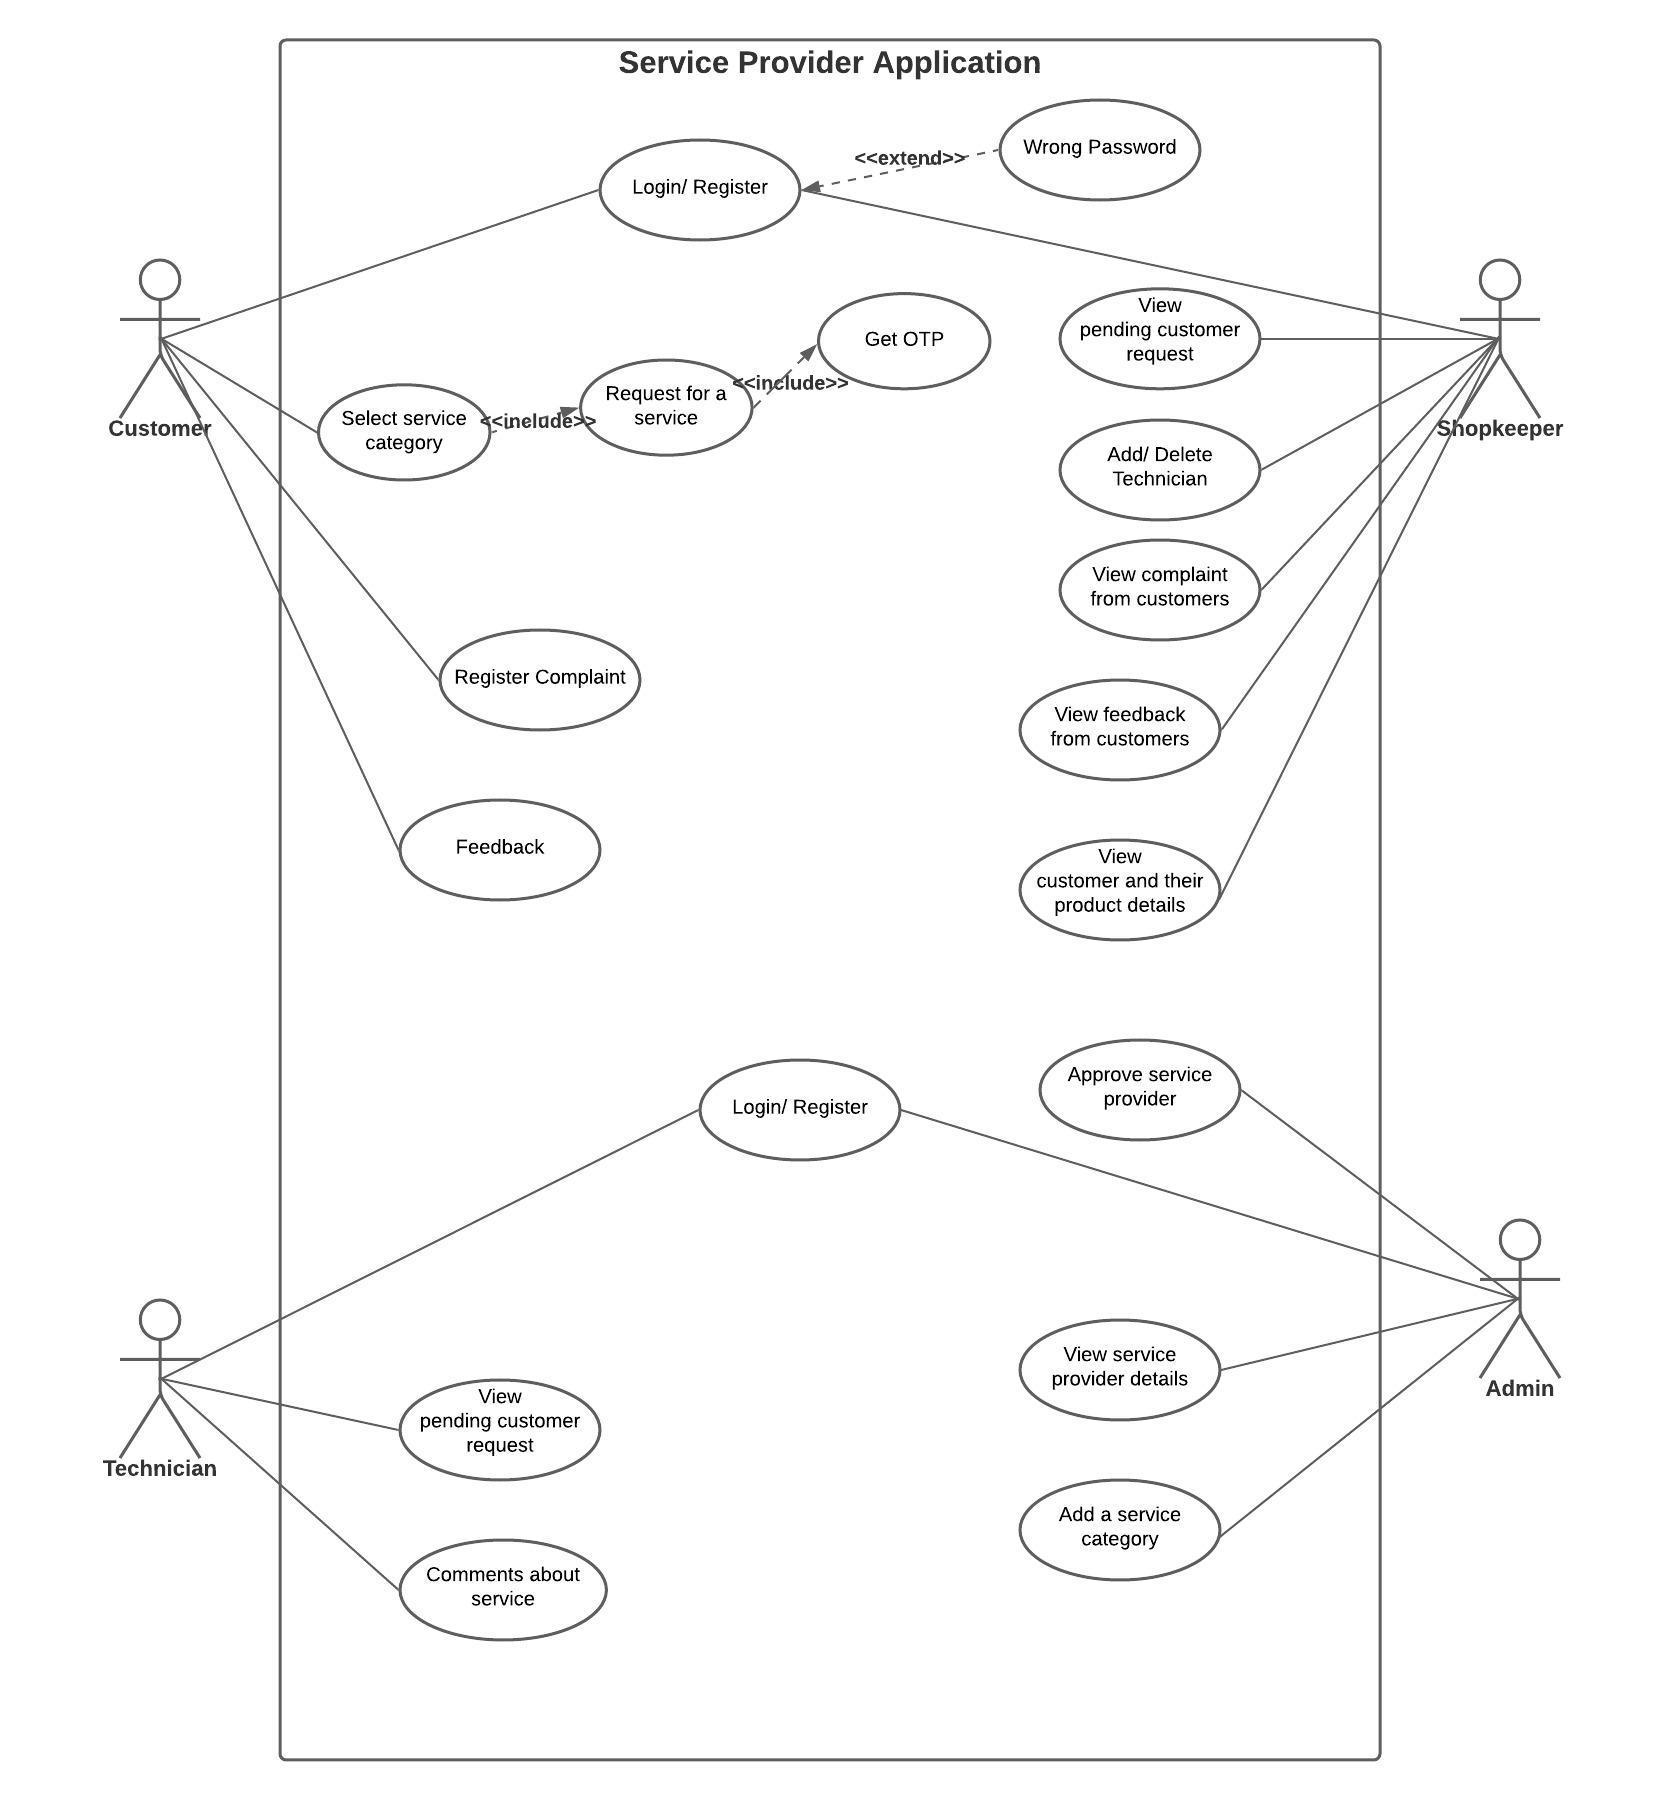 Service Provider Application
Wrong Password
<<extend>>
Login/ Register
View
pending customer
request
Get OTP
<<include>>
Request for a
service
<<include>>
Select service
category
Customer
Shopkeeper
Add/ Delete
Technician
View complaint
from customers
Register Complaint
View feedback
from customers
Feedback
View
customer and their
product details
Approve service
provider
Login/ Register
View service
provider details
Admin
View
pending customer
request
Technician
Add a service
category
Comments about
service